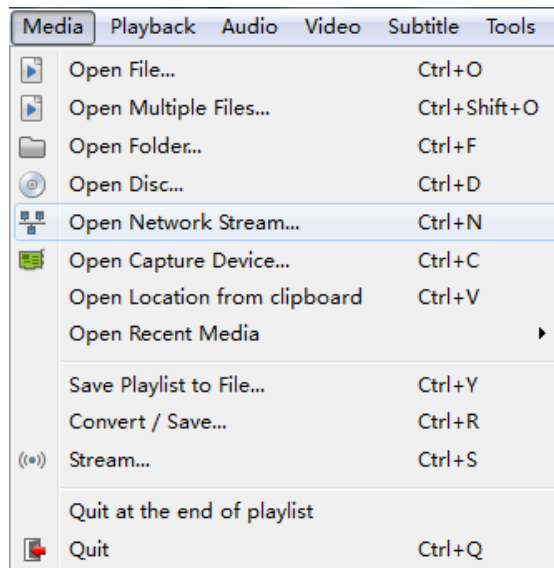 Media Playback Audio Video Subtitle Tools
Open File... Ctrl+O
Open Multiple Files... Ctrl+Shift+O
Open Folder... Ctrl+F
Open Disc... Ctrl+D
Open Network Stream... Ctrl+N
Open Capture Device... Ctrl+C
Open Location from clipboard Ctrl+V
Open Recent Media
Save Playlist to File... Ctrl+Y
Convert / Save... Ctrl+R
Stream... Ctrl+S
Quit at the end of playlist
Quit Ctrl+Q